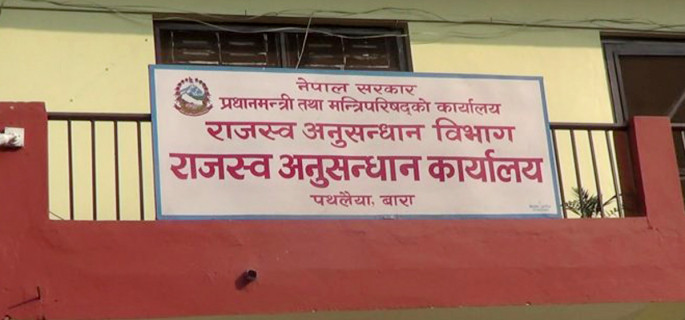 नेपाल सरकार
प्रधानमन्त्री तथा मन्त्रिपरिषद्को कार्यालय
राजस्व अनुसन्धान विभाग
राजस्व अनुसन्धान कार्यालय
पथलैया, बारा